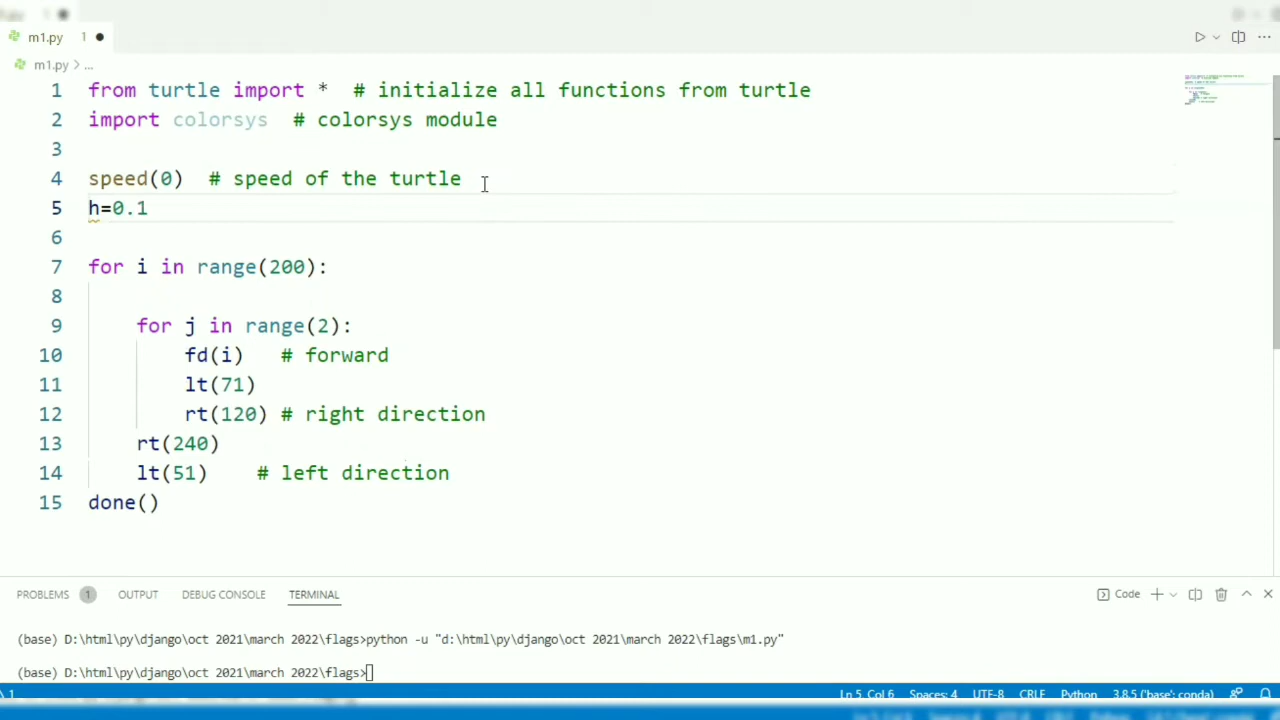 m1.py 1
m1.py > ...
1 from turtle import * # initialize all functions from turtle
2 import colorsys # colorsys module
3
4 speed(0) # speed of the turtle
5 h=0.1
6
7 for i in range(200):
8
9 for j in range(2):
10 fd(i) # forward
11 lt(71)
12 rt(120) # right direction
13 rt(240)
14 lt(51) # left direction
15 done()
PROBLEMS 1 OUTPUT DEBUG CONSOLE TERMINAL Code
(base) D:\html\py\django\oct 2021\march 2022\flags>python -u "d:\html\py\django\oct 2021\march 2022\flags\m1.py"
(base) D:\html\py\django\oct 2021\march 2022\flags>
1 Ln 5, Col 6 Spaces: 4 UTF-8 CRLF Python 3.8.5 ('base': conda)